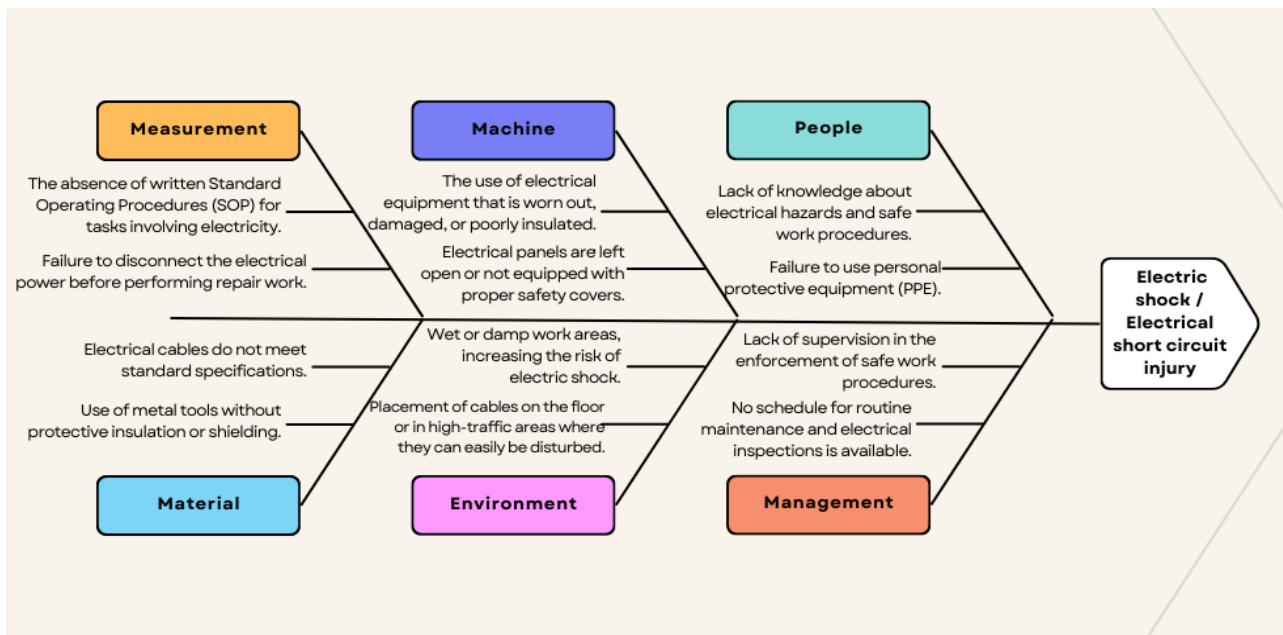 Measurement
The absence of written Standard
Operating Procedures (SOP) for
tasks involving electricity.
Failure to disconnect the electrical
power before performing repair work.
Machine
The use of electrical
equipment that is worn out,
damaged, or poorly insulated.
Electrical panels are left
open or not equipped with
proper safety covers.
People
Lack of knowledge about
electrical hazards and safe
work procedures.
Failure to use personal
protective equipment (PPE).
Electric
shock /
Electrical
short circuit
injury
Electrical cables do not meet
standard specifications.
Use of metal tools without
protective insulation or shielding.
Material
Wet or damp work areas,
increasing the risk of
electric shock.
Placement of cables on the floor
or in high-traffic areas where
they can easily be disturbed.
Environment
Lack of supervision in the
enforcement of safe work
procedures.
No schedule for routine
maintenance and electrical
inspections is available.
Management